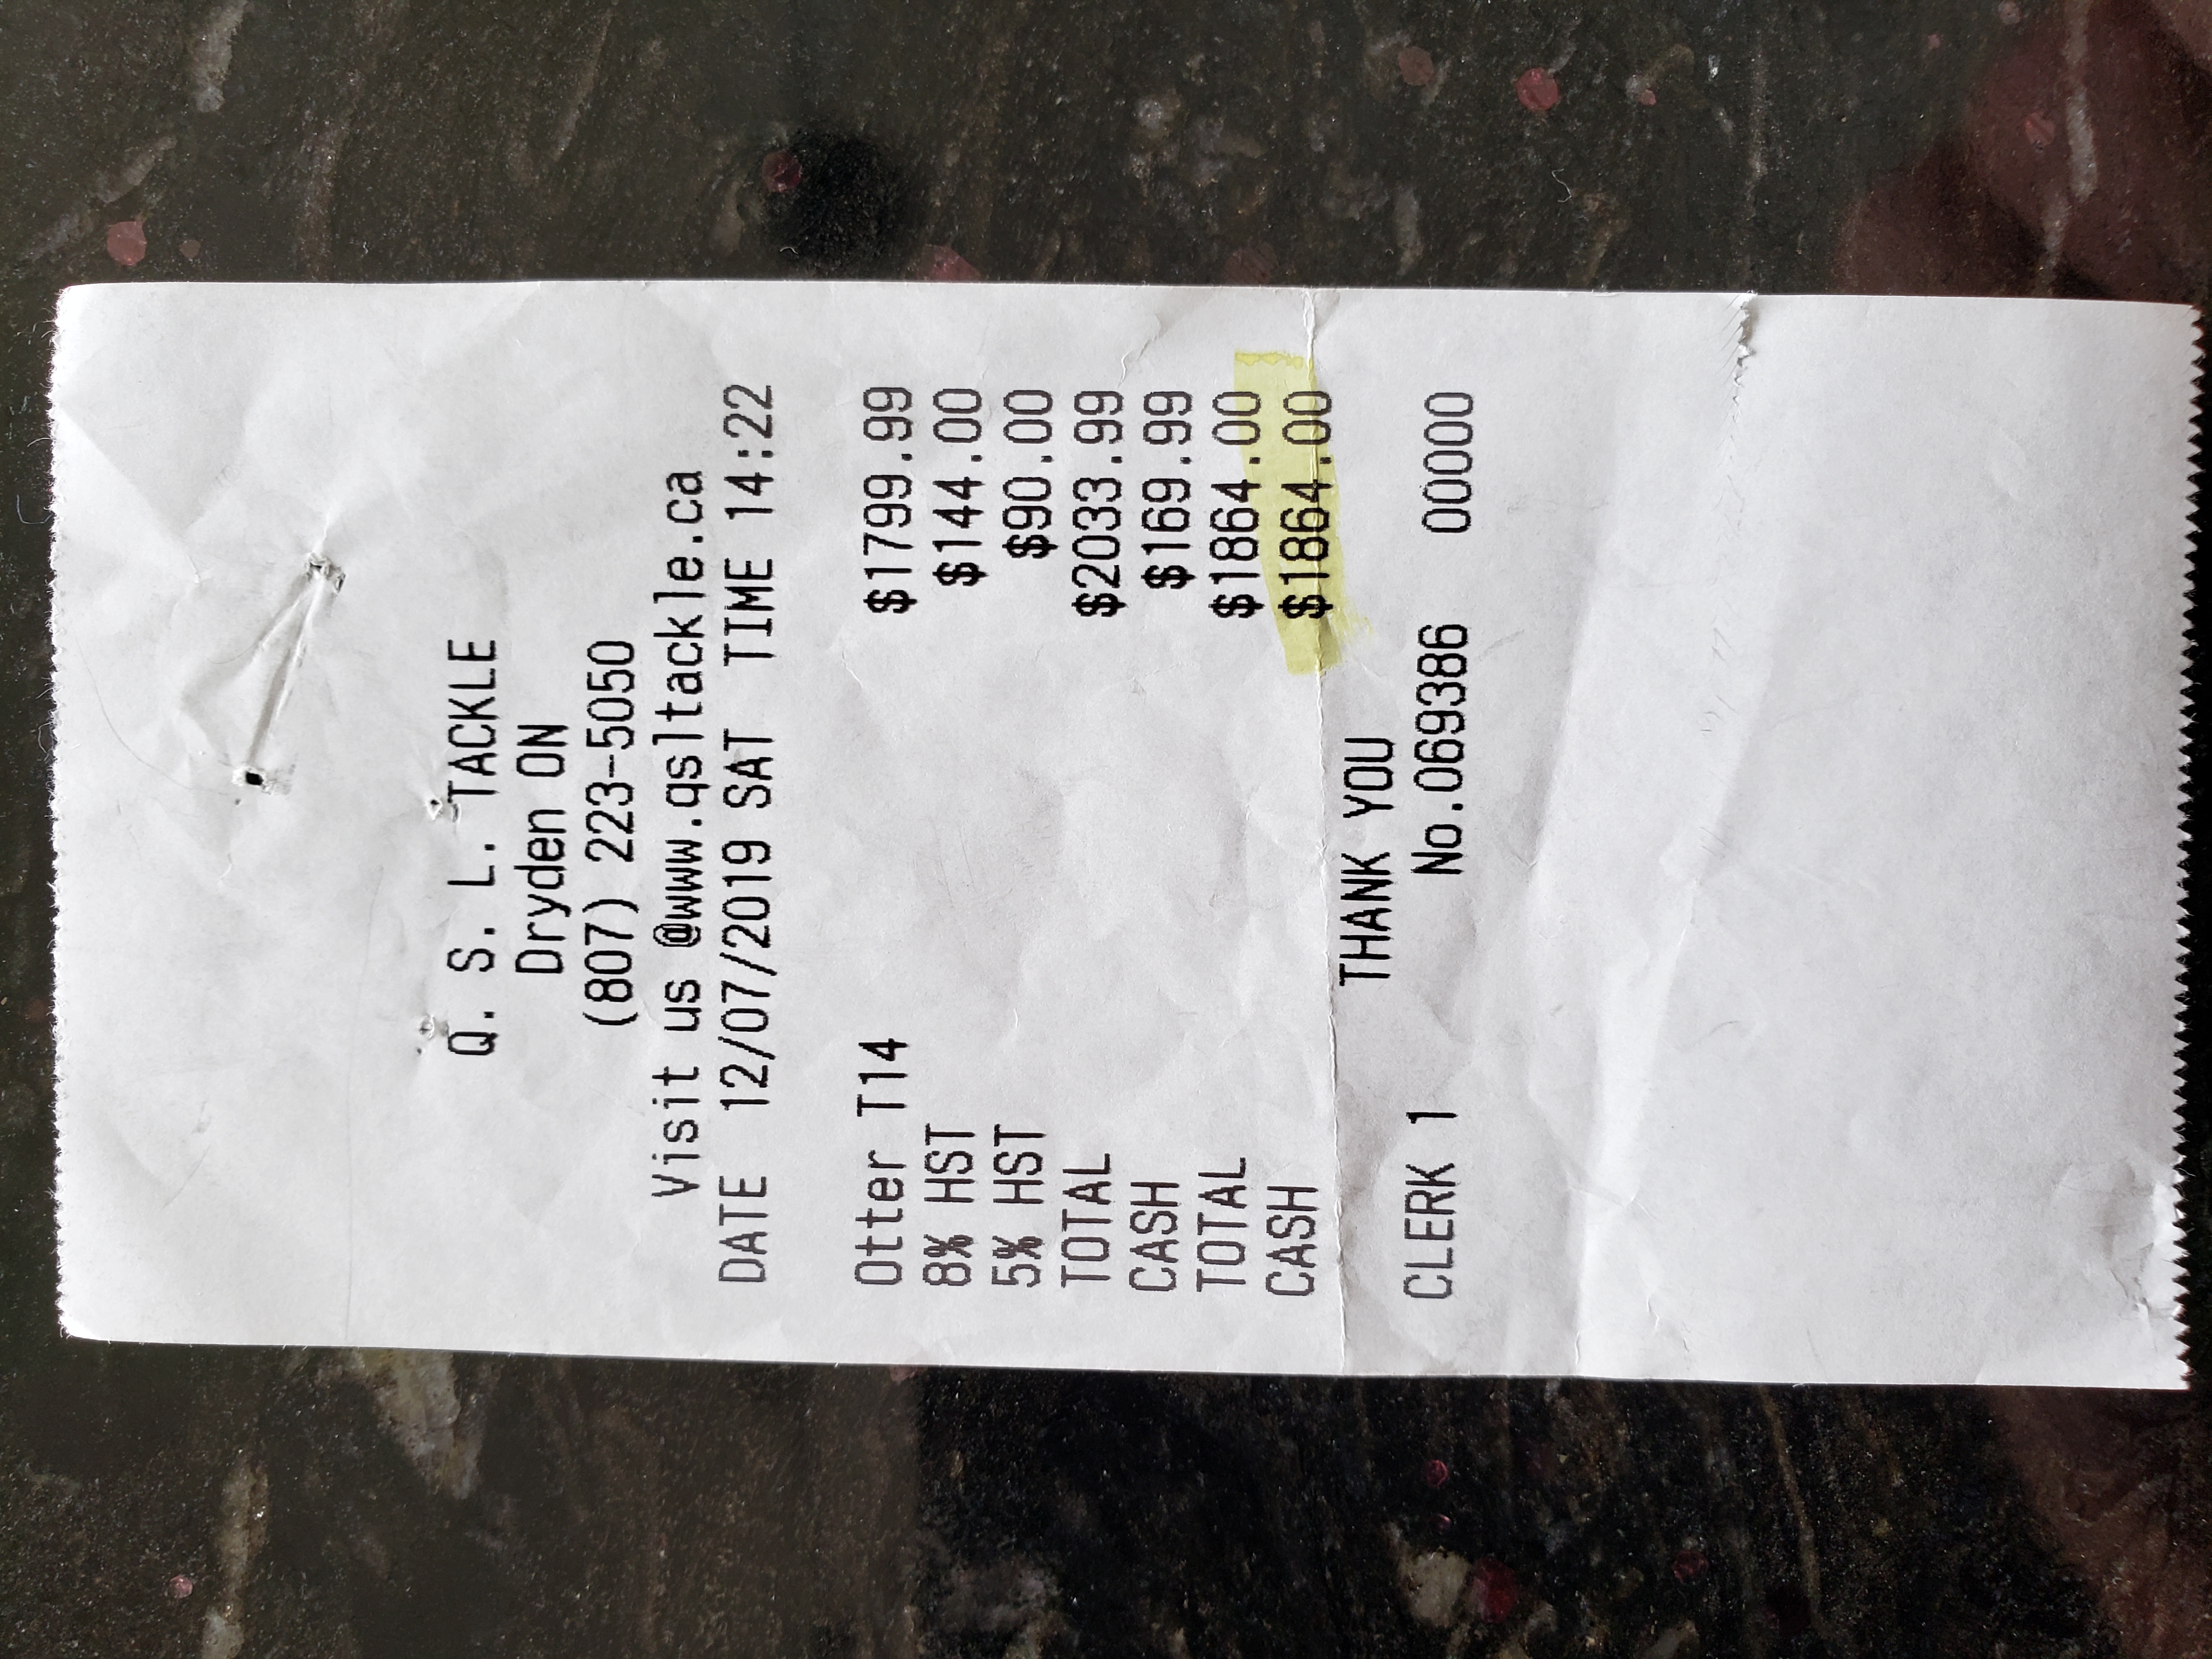 Q. S. L. TACKLE
Dryden ON
(807) 223-5050
Visit us @www.qsltackle.ca
DATE 12/07/2019 SAT TIME 14:22
Otter T14 $1799.99
8% HST $144.00
5% HST $90.00
TOTAL $2033.99
CASH $169.99
TOTAL $1864.00
CASH $1864.00
THANK YOU
CLERK 1 No.069386 00000